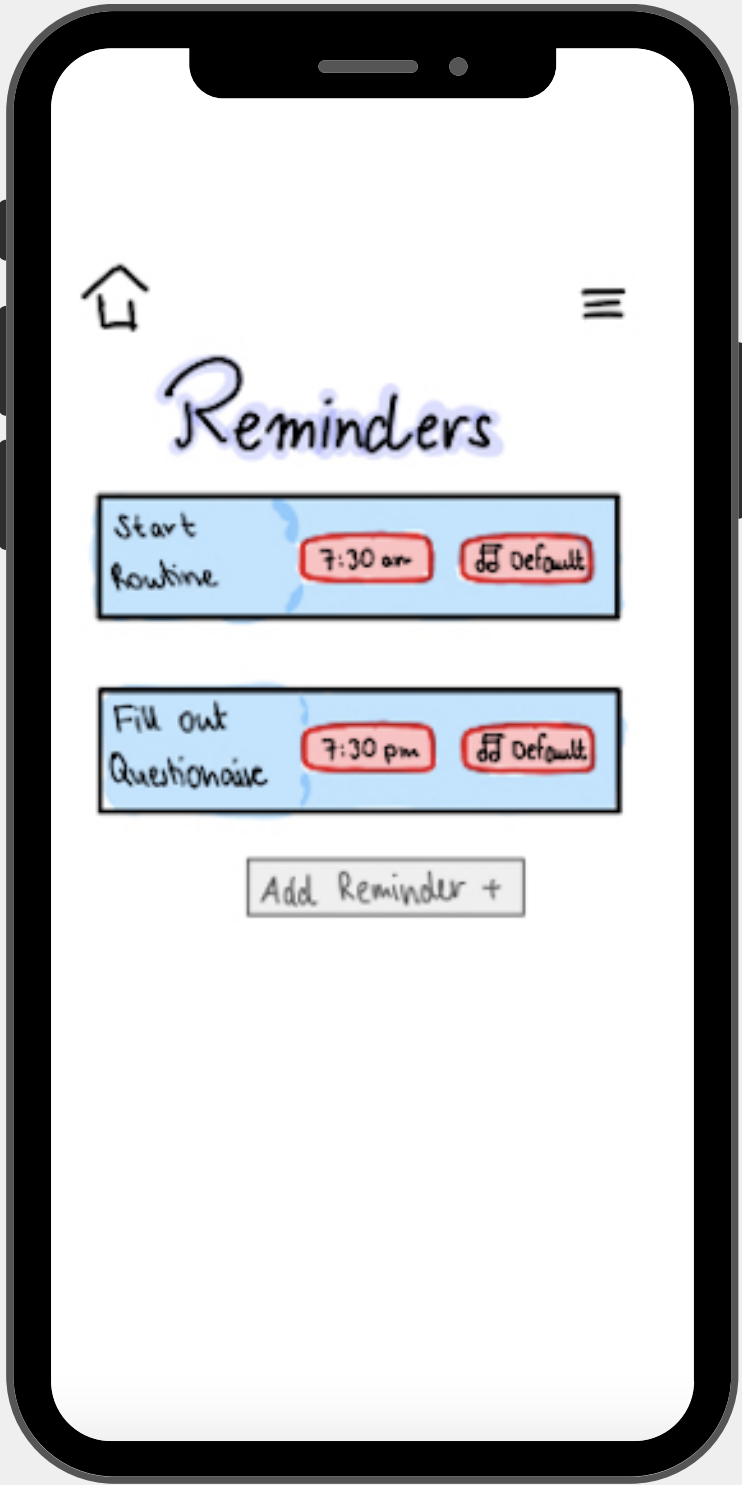 Reminders
Start
Routine
7:30 am
Default
Fill out
Questionaire
7:30 pm
Default
Add Reminder +